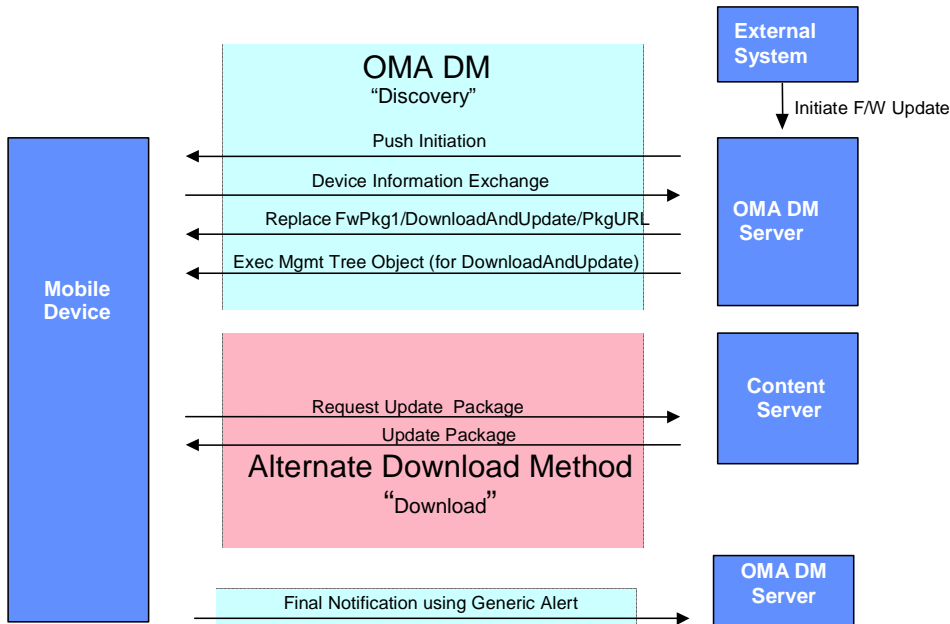 External
System
OMA DM
“Discovery”
Initiate F/W Update
Push Initiation
Device Information Exchange
Replace FwPkg1/DownloadAndUpdate/PkgURL
OMA DM
Server
Exec Mgmt Tree Object (for DownloadAndUpdate)
Mobile
Device
Content
Server
Request Update Package
Update Package
Alternate Download Method
“Download”
OMA DM
Server
Final Notification using Generic Alert